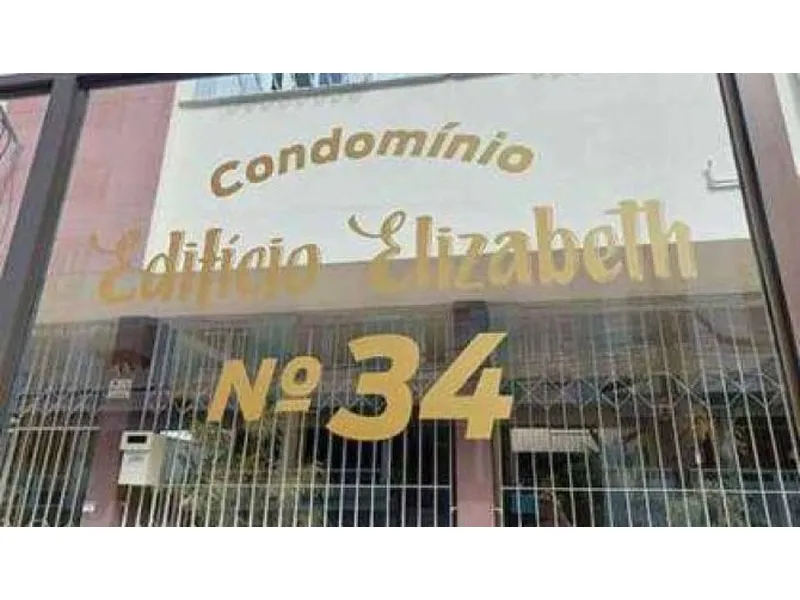 Condomínio
Edifício Elizabeth
Nº 34